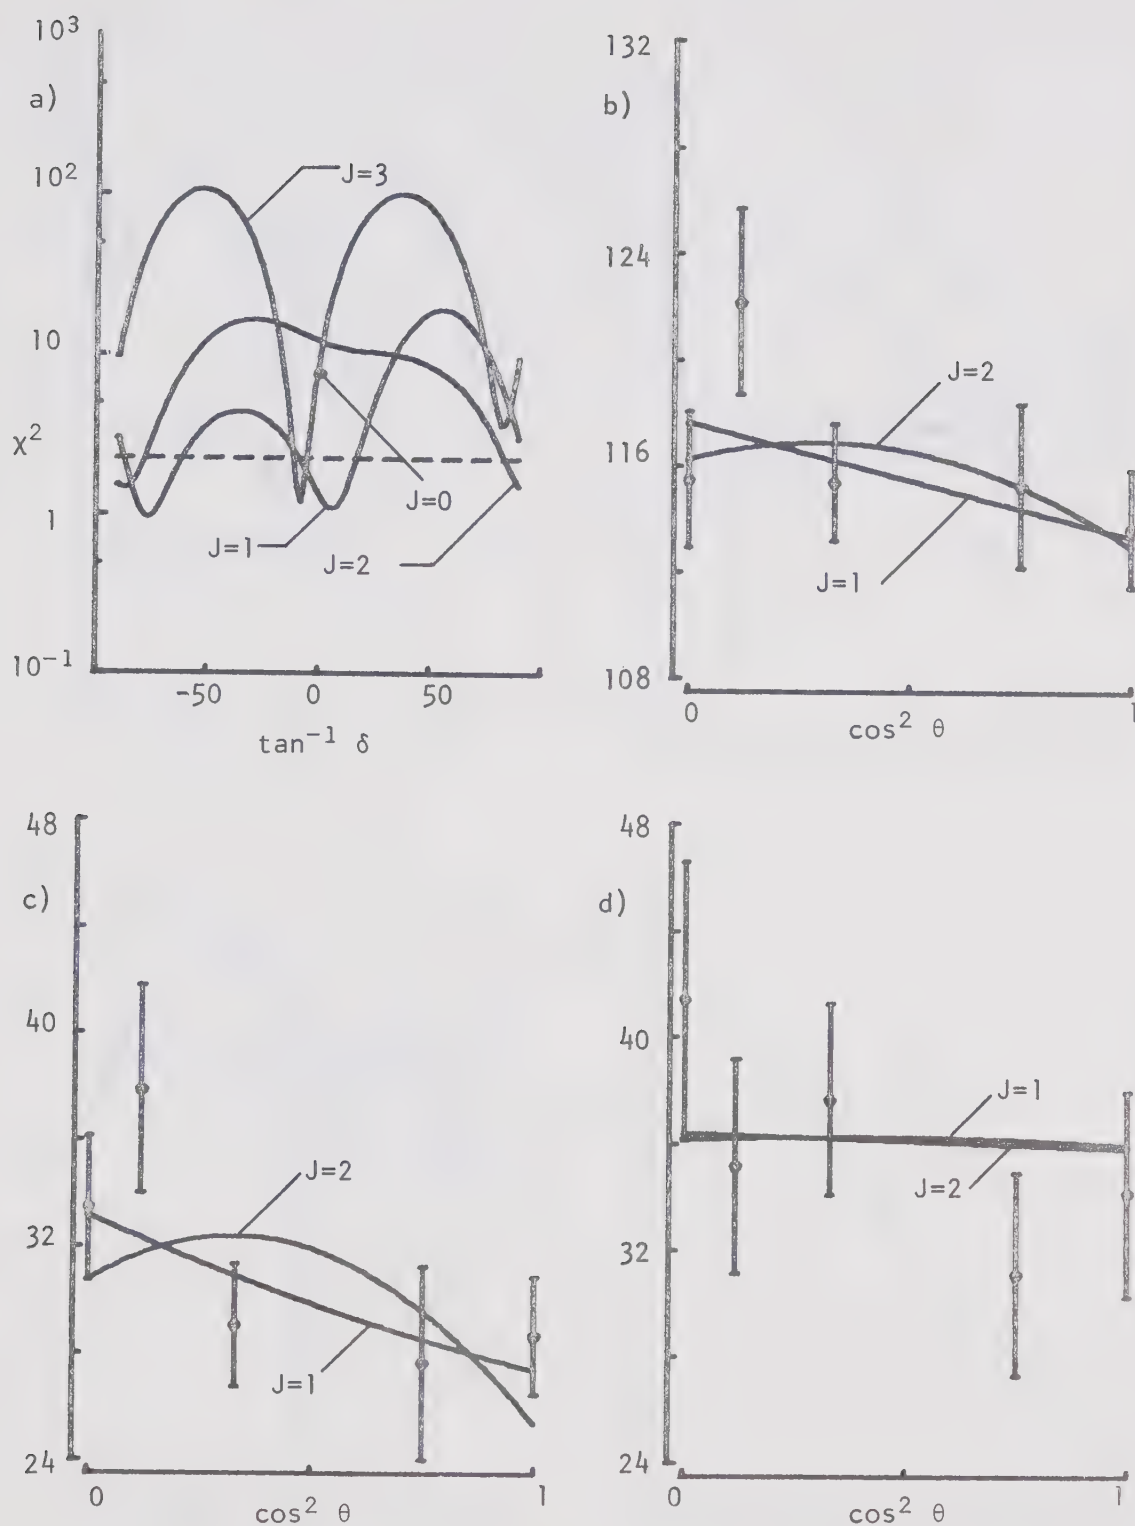 10³
a)
10²
J=3
10
χ²
J=0
1
J=1
J=2
10⁻¹
-50 0 50
tan⁻¹ δ
132
b)
124
J=2
116
J=1
108
0 1
cos² θ
48
c)
40
J=2
32
J=1
24
0 1
cos² θ
48
d)
40
J=1
J=2
32
24
0 1
cos² θ